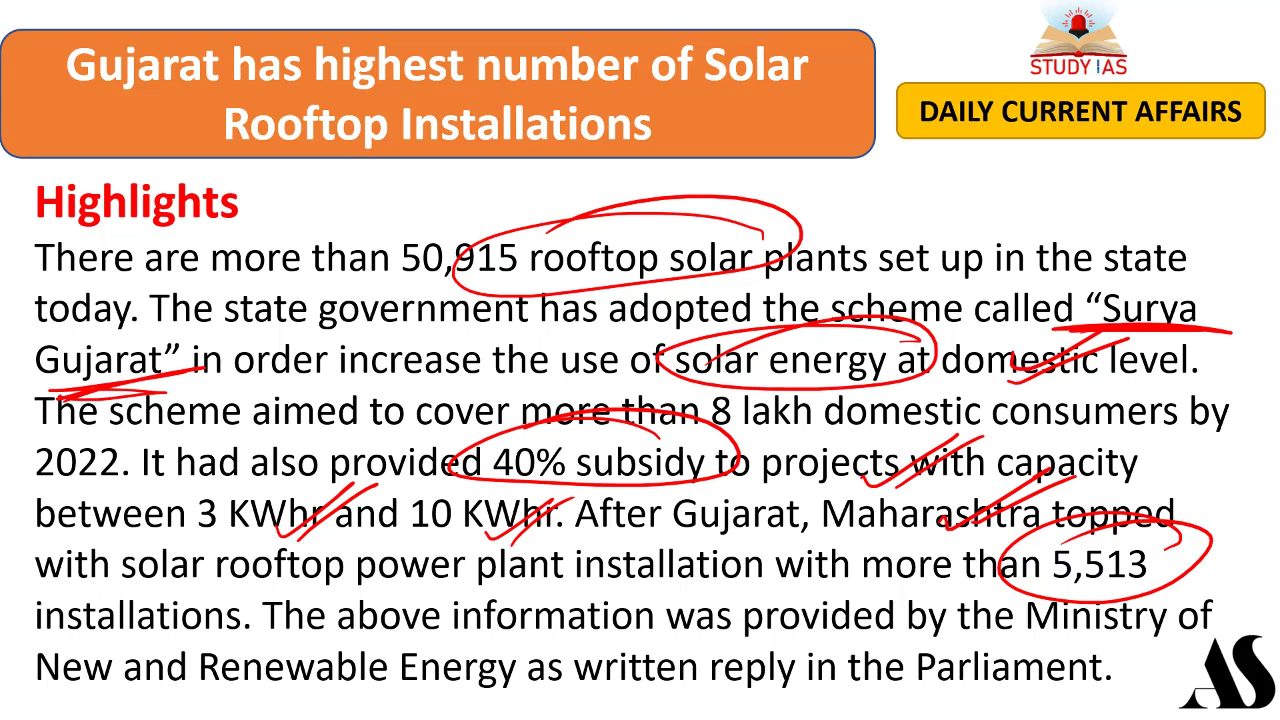 Gujarat has highest number of Solar
Rooftop Installations
STUDY IAS
DAILY CURRENT AFFAIRS
Highlights
There are more than 50,915 rooftop solar plants set up in the state
today. The state government has adopted the scheme called “Surya
Gujarat” in order increase the use of solar energy at domestic level.
The scheme aimed to cover more than 8 lakh domestic consumers by
2022. It had also provided 40% subsidy to projects with capacity
between 3 KWhr and 10 KWhr. After Gujarat, Maharashtra topped
with solar rooftop power plant installation with more than 5,513
installations. The above information was provided by the Ministry of
New and Renewable Energy as written reply in the Parliament.
AS